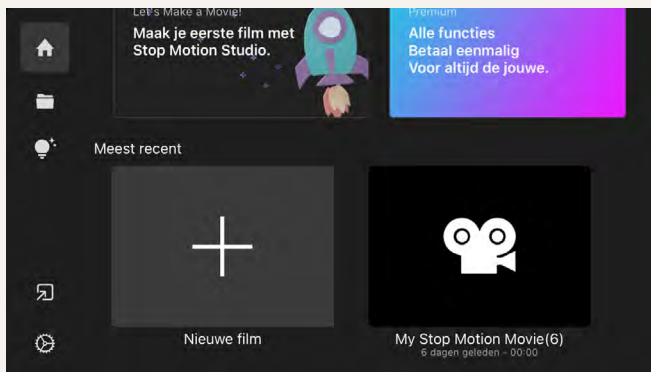 Let's Make a Movie!
Maak je eerste film met
Stop Motion Studio.
Premium
Alle functies
Betaal eenmalig
Voor altijd de jouwe.
Meest recent
Nieuwe film
My Stop Motion Movie(6)
6 dagen geleden - 00:00